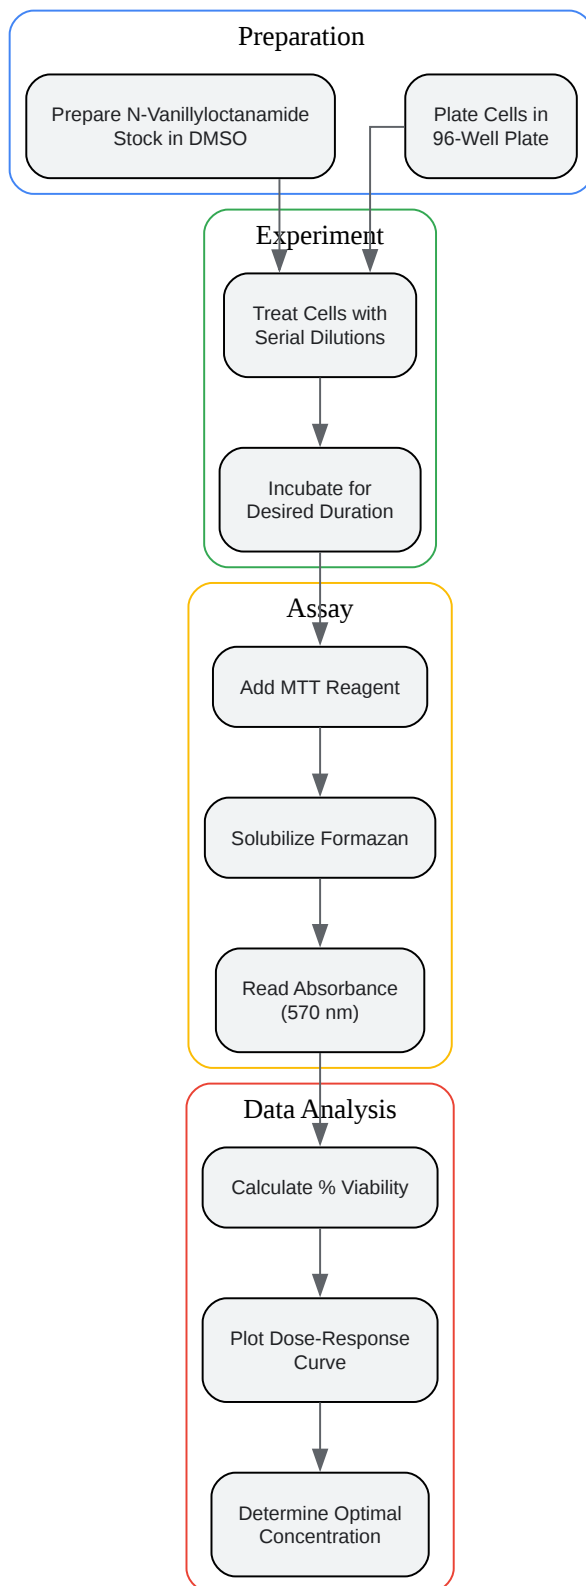 Preparation
Prepare N-Vanillyloctanamide
Stock in DMSO
Plate Cells in
96-Well Plate
Experiment
Treat Cells with
Serial Dilutions
Incubate for
Desired Duration
Assay
Add MTT Reagent
Solubilize Formazan
Read Absorbance
(570 nm)
Data Analysis
Calculate % Viability
Plot Dose-Response
Curve
Determine Optimal
Concentration